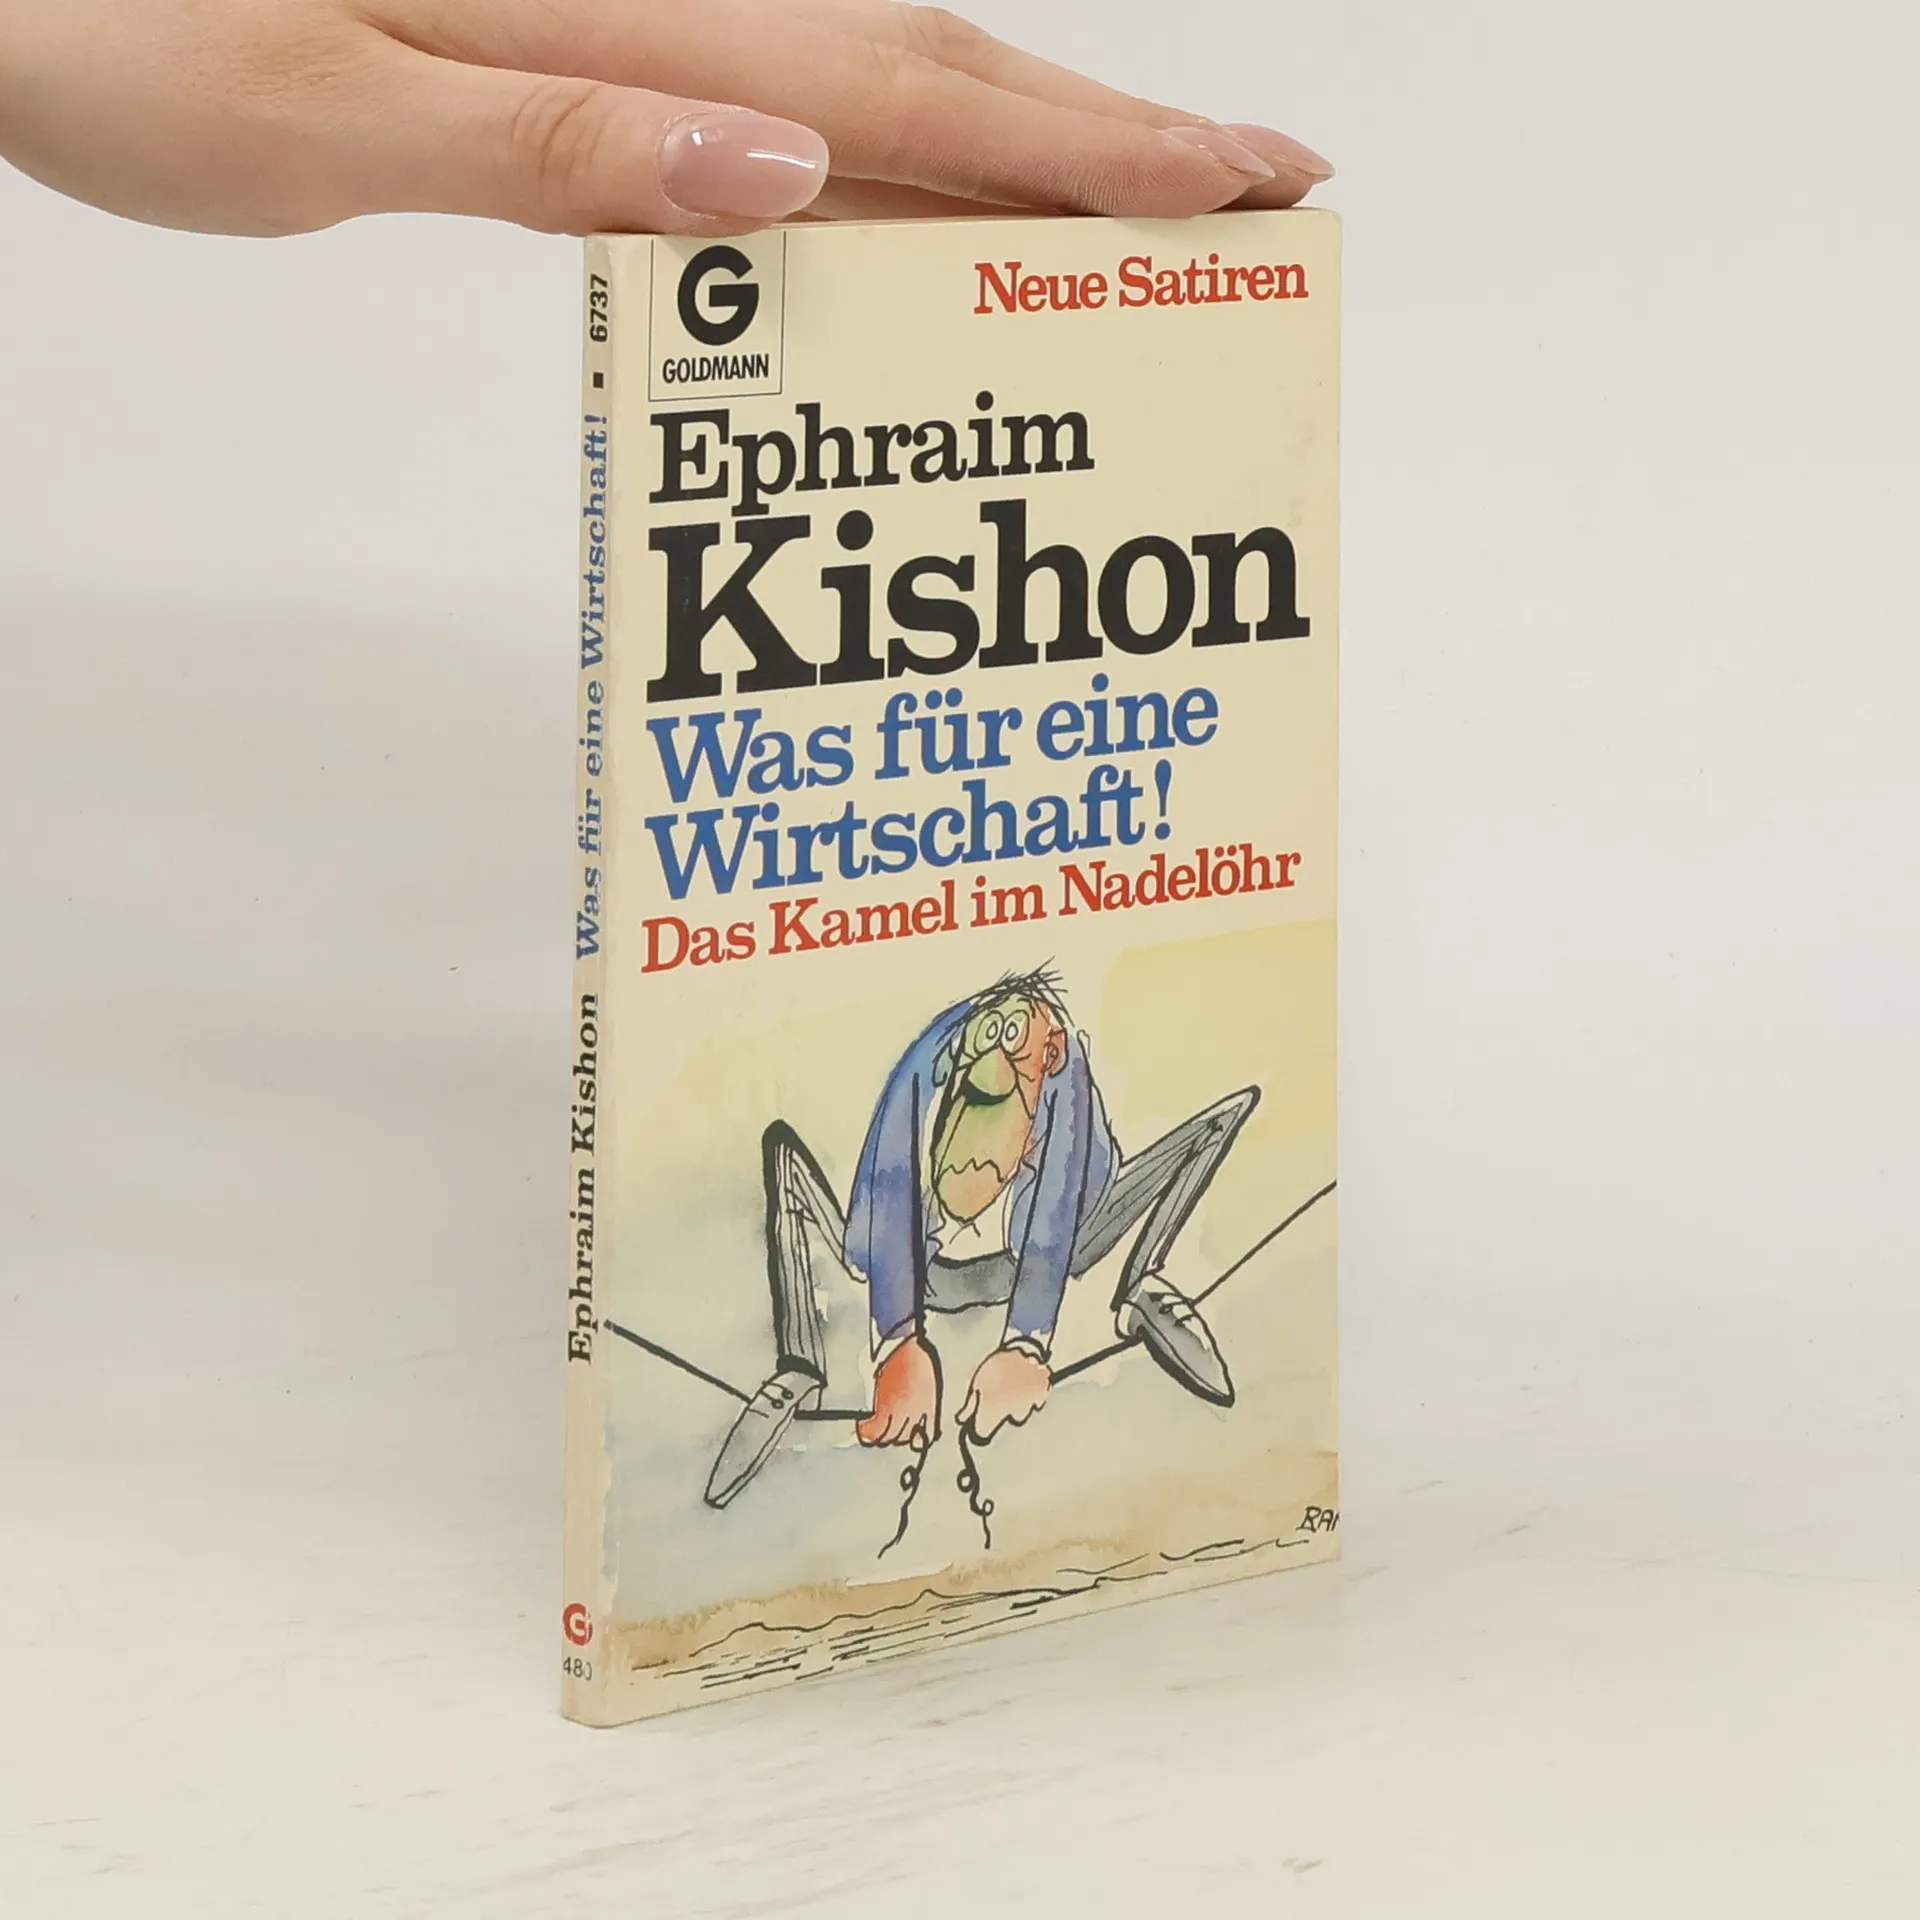 G
GOLDMANN
Neue Satiren
Ephraim
Kishon
Was für eine
Wirtschaft!
Das Kamel im Nadelöhr
Ephraim Kishon Was für eine Wirtschaft! ▪ 6737
G
480